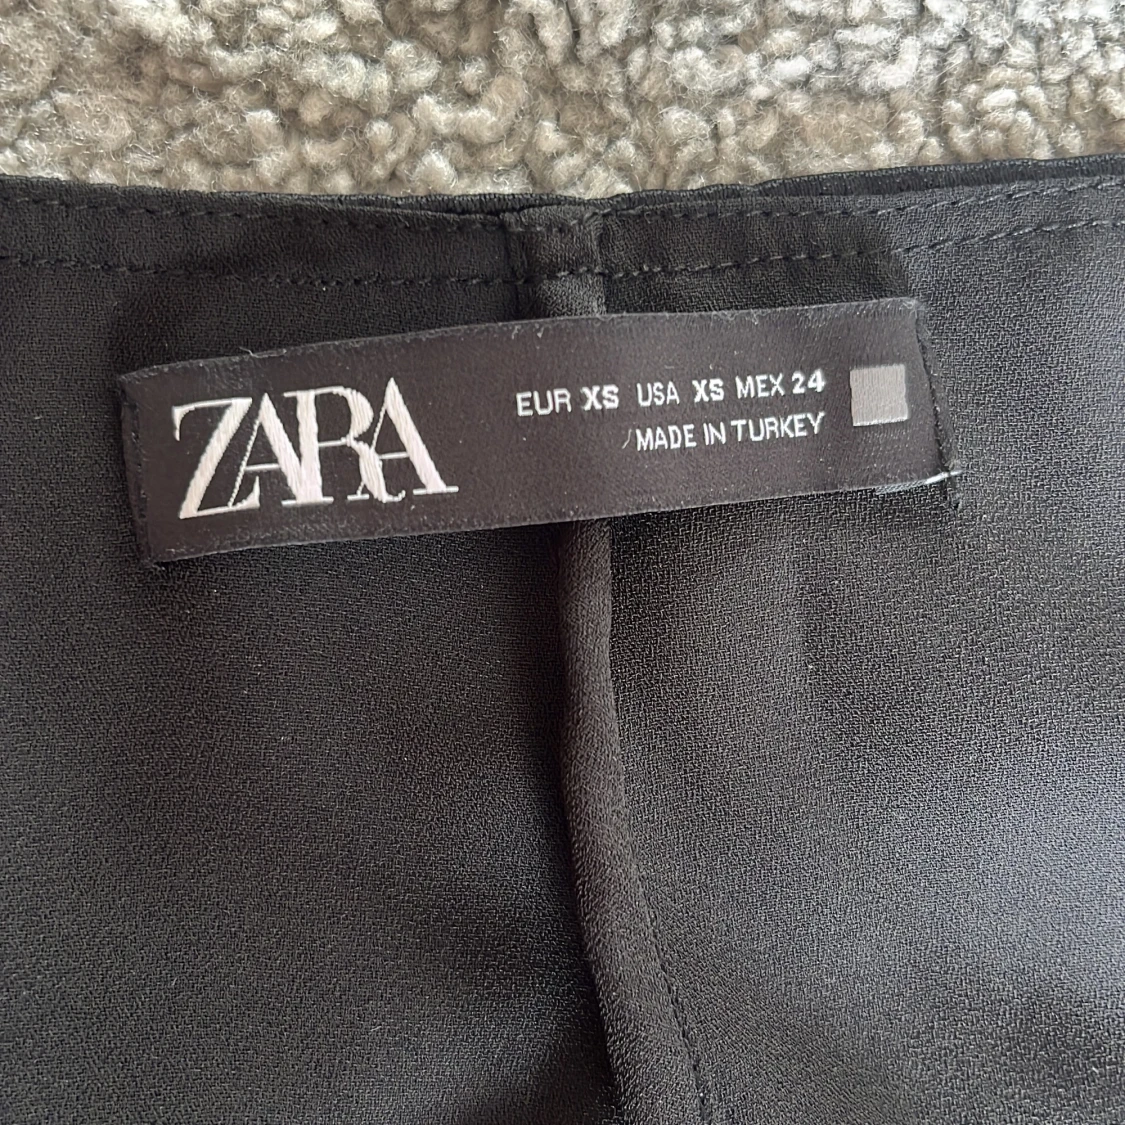 ZARA
EUR XS USA XS MEX 24
MADE IN TURKEY